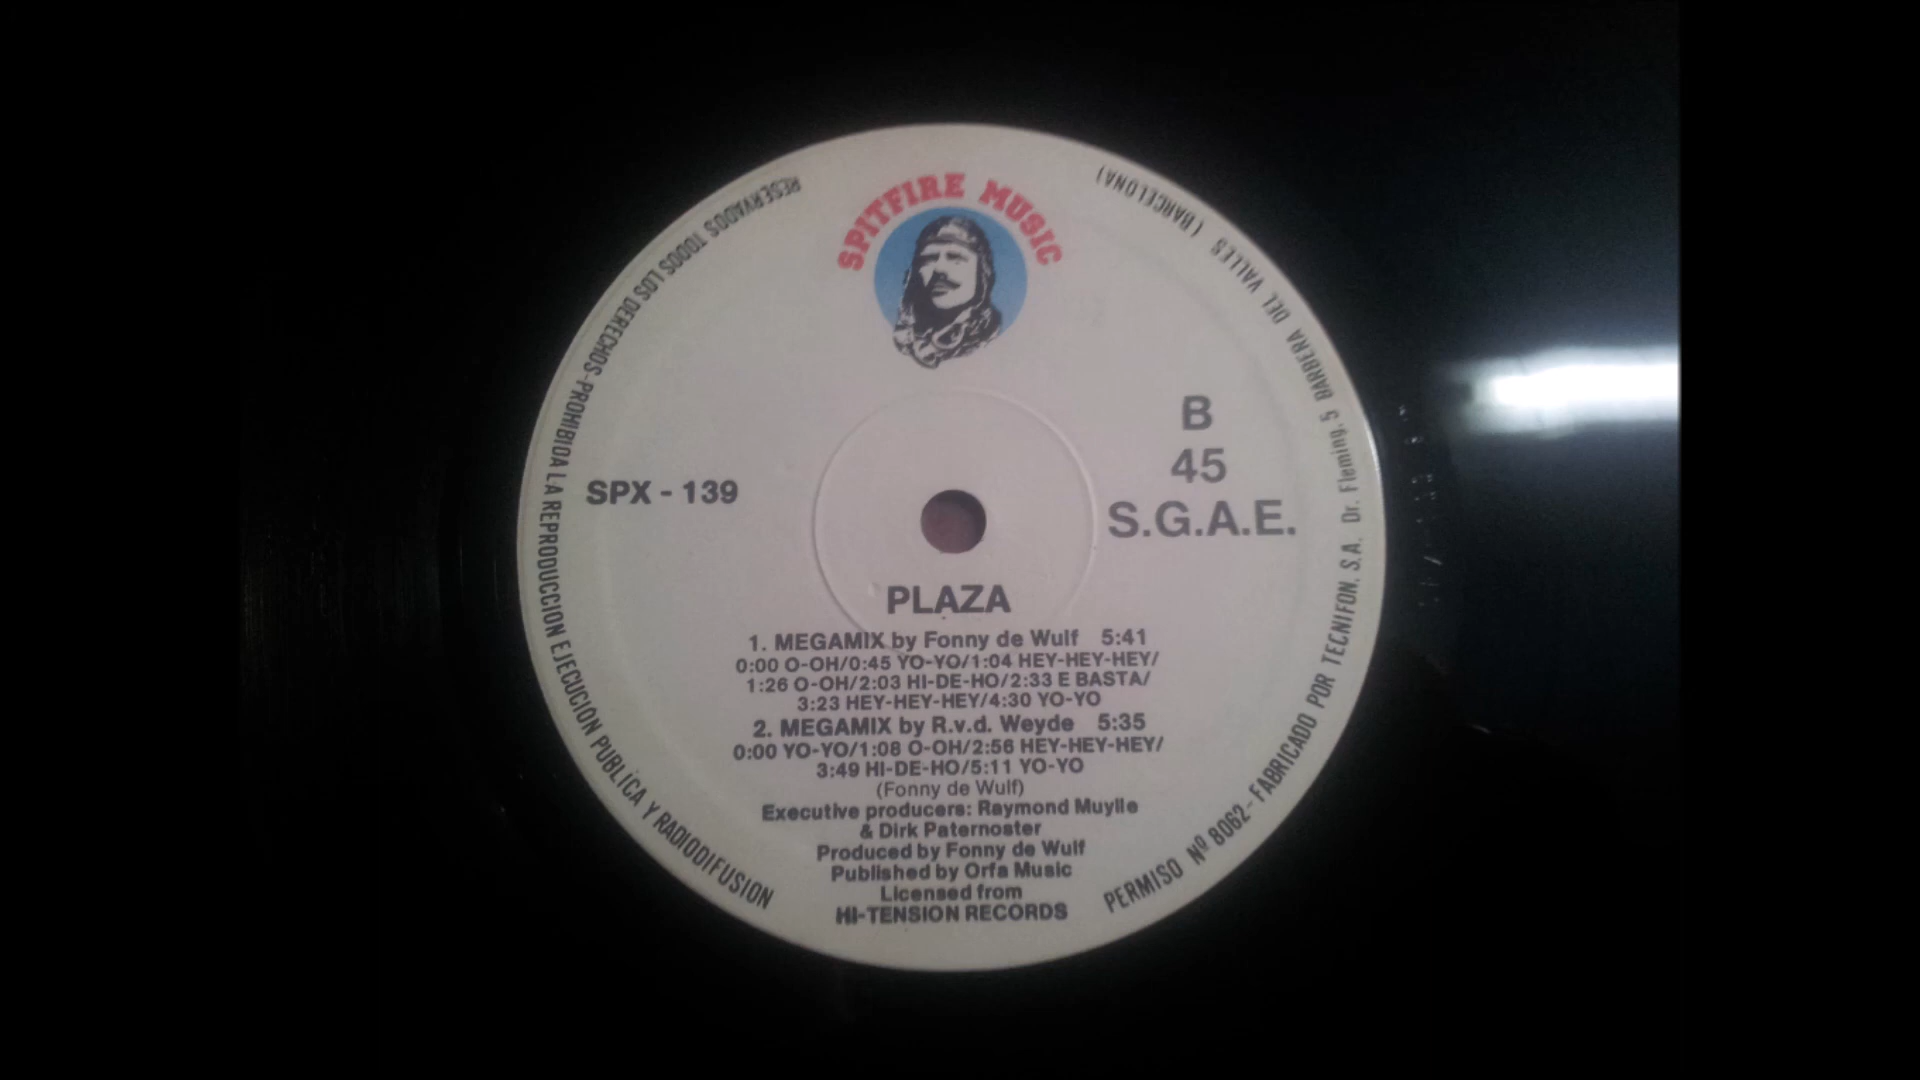 SPITFIRE MUSIC
B
45
S.G.A.E.
SPX - 139
PLAZA
1. MEGAMIX by Fonny de Wulf 5:41
0:00 O-OH/0:45 YO-YO/1:04 HEY-HEY-HEY/
1:26 O-OH/2:03 HI-DE-HO/2:33 E BASTA/
3:23 HEY-HEY-HEY/4:30 YO-YO
2. MEGAMIX by R.v.d. Weyde 5:35
0:00 YO-YO/1:08 O-OH/2:56 HEY-HEY-HEY/
3:49 HI-DE-HO/5:11 YO-YO
(Fonny de Wulf)
Executive producers: Raymond Muylle
& Dirk Paternoster
Produced by Fonny de Wulf
Published by Orfa Music
Licensed from
HI-TENSION RECORDS
RESERVADOS TODOS LOS DERECHOS-PROHIBIDA LA REPRODUCCION EJECUCION PUBLICA Y RADIODIFUSION
PERMISO Nº 8062-FABRICADO POR TECNIFON, S.A. Dr. Fleming, 5 BARBERA DEL VALLES (BARCELONA)